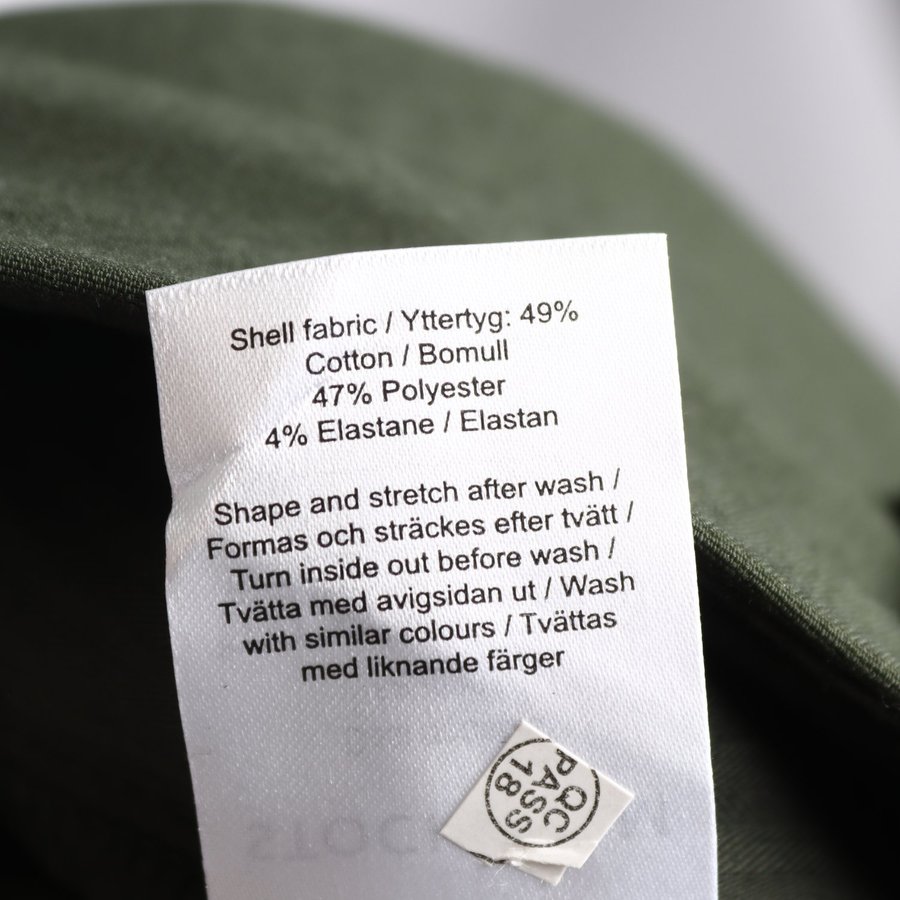 Shell fabric / Yttertyg: 49%
Cotton / Bomull
47% Polyester
4% Elastane / Elastan
Shape and stretch after wash /
Formas och sträckes efter tvätt /
Turn inside out before wash /
Tvätta med avigsidan ut / Wash
with similar colours / Tvättas
med liknande färger
QC
PASS
18